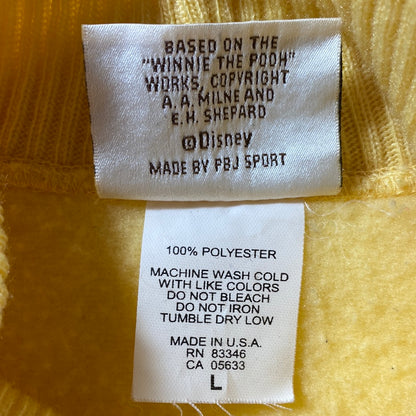 BASED ON THE
"WINNIE THE POOH"
WORKS, COPYRIGHT
A.A. MILNE AND
E.H. SHEPARD
©Disney
MADE BY PBJ SPORT
100% POLYESTER
MACHINE WASH COLD
WITH LIKE COLORS
DO NOT BLEACH
DO NOT IRON
TUMBLE DRY LOW
MADE IN U.S.A.
RN 83346
CA 05633
L